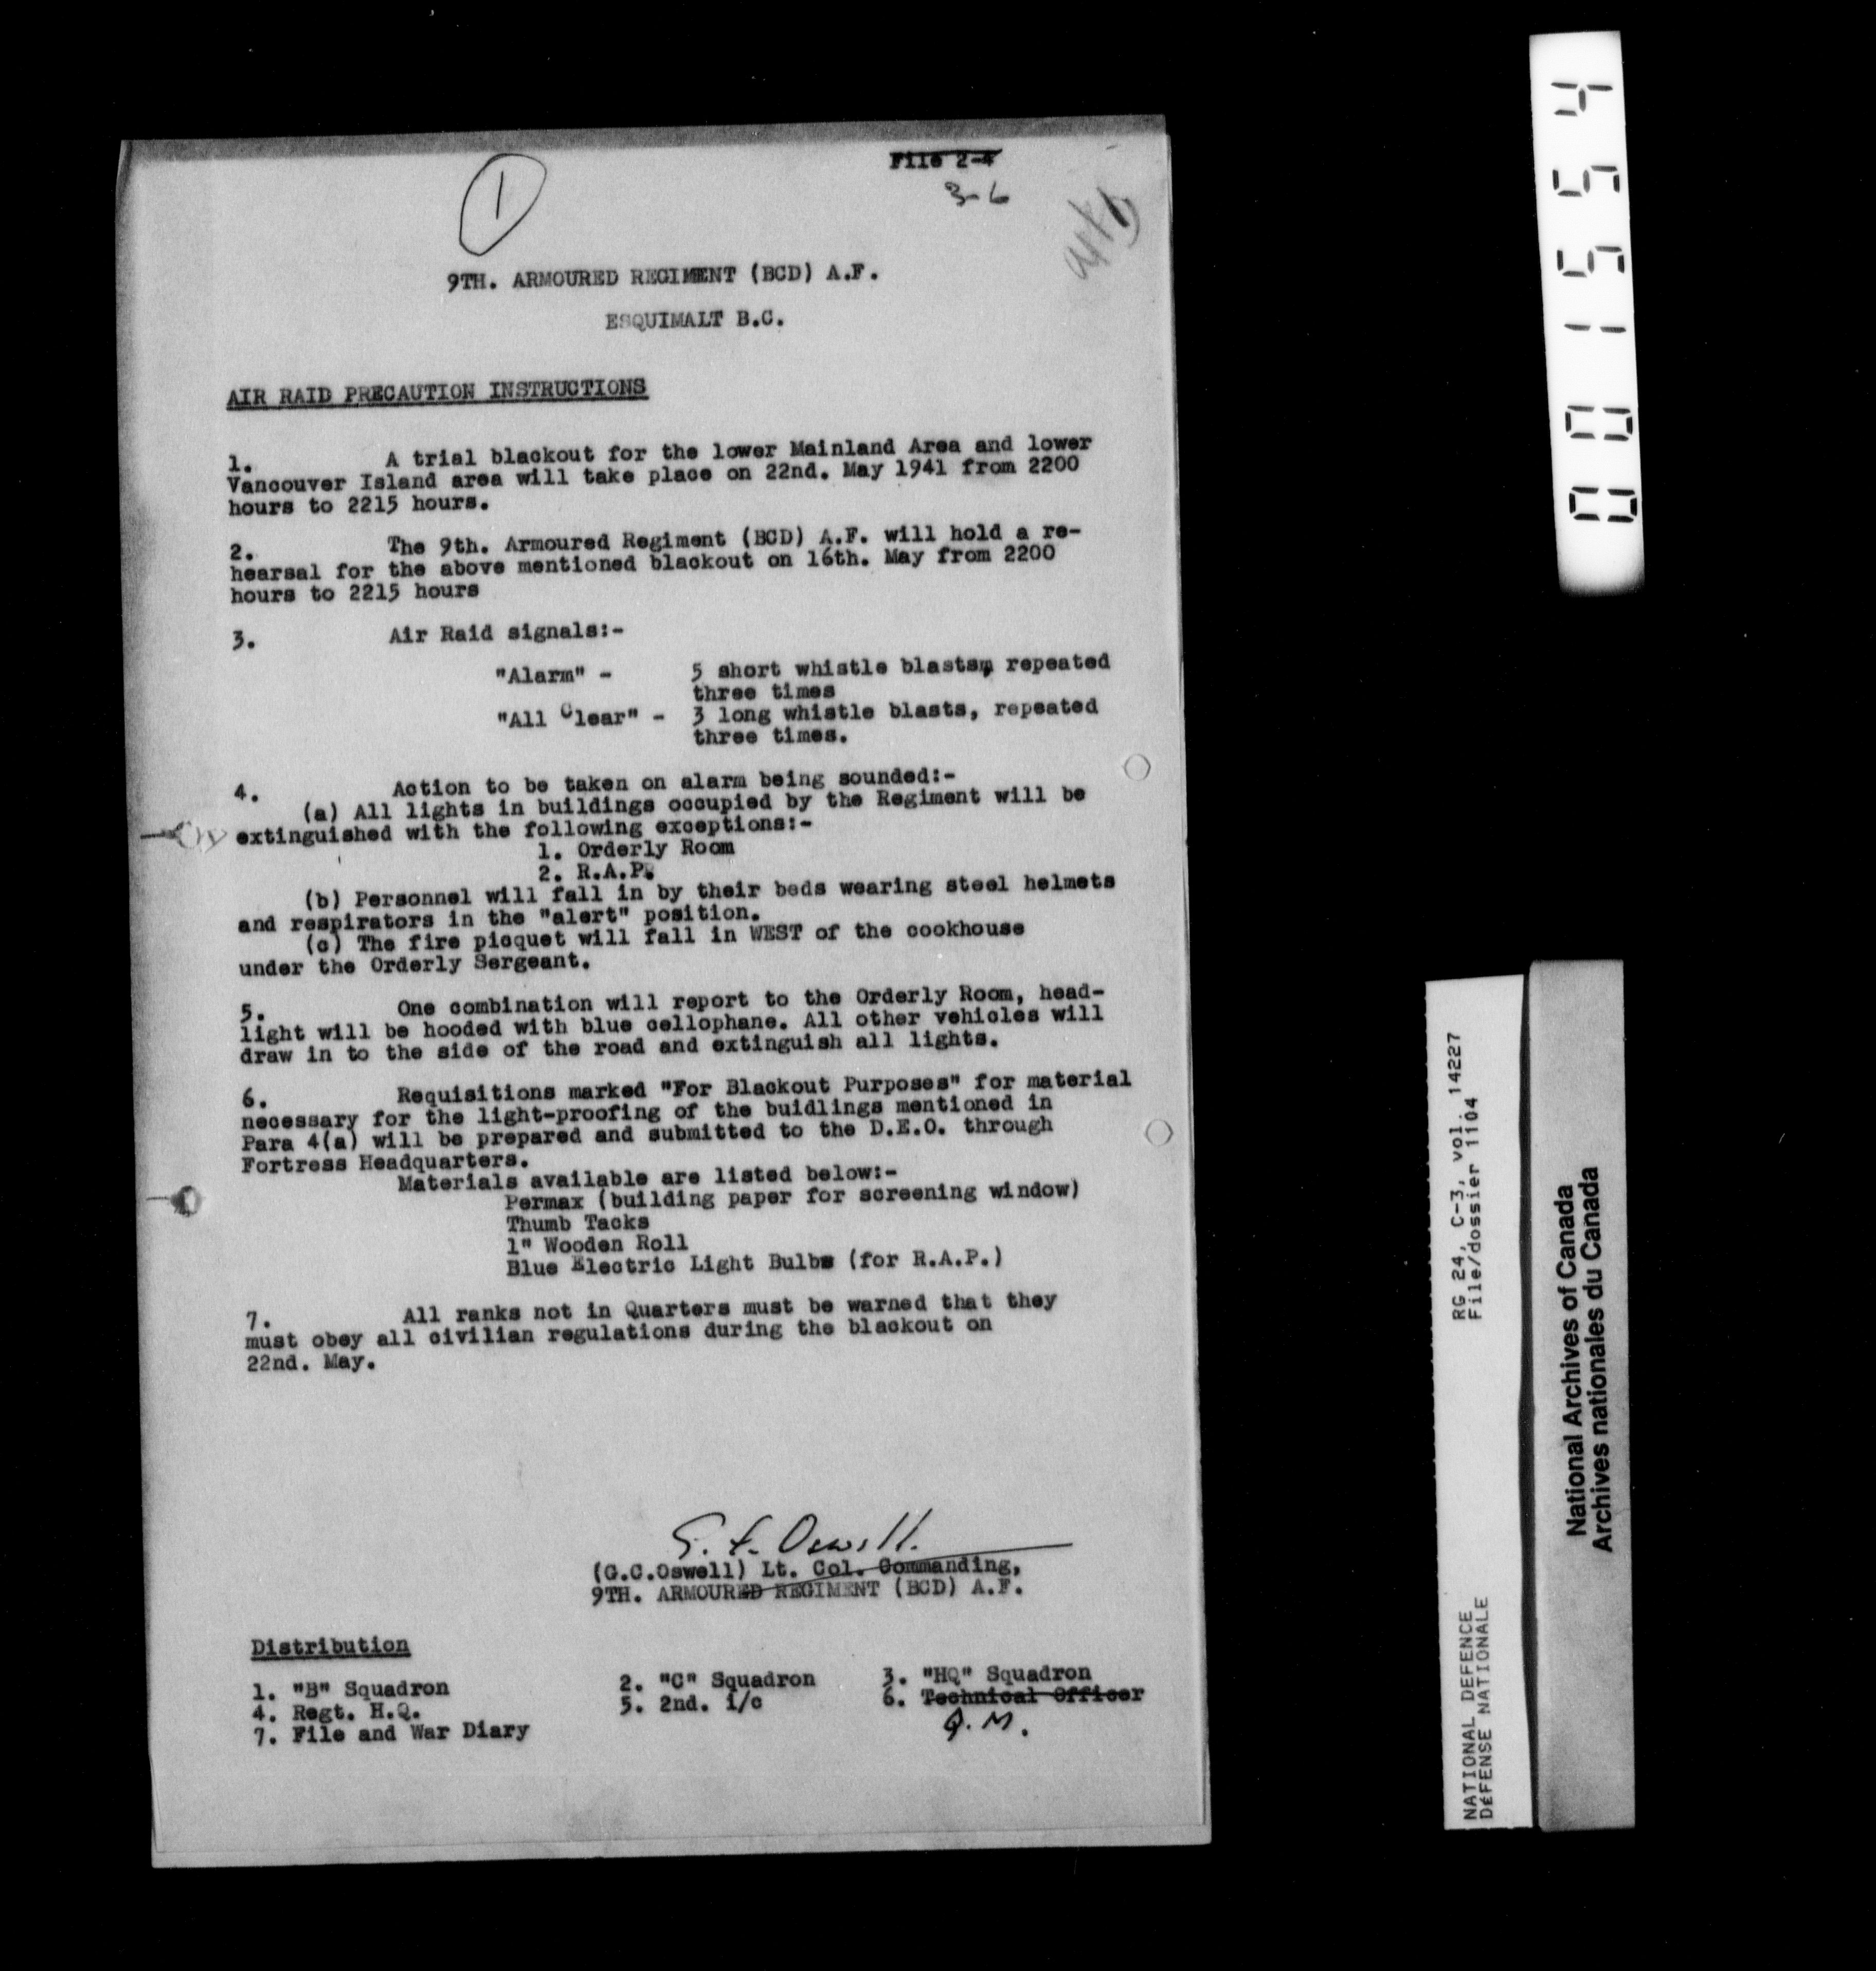 File 2-4
3-6
1
9TH. ARMOURED REGIMENT (BCD) A.F.
ESQUIMALT B.C.
AIR RAID PRECAUTION INSTRUCTIONS
1. A trial blackout for the lower Mainland Area and lower
Vancouver Island area will take place on 22nd. May 1941 from 2200
hours to 2215 hours.
2. The 9th. Armoured Regiment (BCD) A.F. will hold a re-
hearsal for the above mentioned blackout on 16th. May from 2200
hours to 2215 hours
3. Air Raid signals:-
"Alarm" - 5 short whistle blasts, repeated
three times
"All Clear" - 3 long whistle blasts, repeated
three times.
4. Action to be taken on alarm being sounded:-
(a) All lights in buildings occupied by the Regiment will be
extinguished with the following exceptions:-
1. Orderly Room
2. R.A.P.
(b) Personnel will fall in by their beds wearing steel helmets
and respirators in the "alert" position.
(c) The fire picquet will fall in WEST of the cookhouse
under the Orderly Sergeant.
5. One combination will report to the Orderly Room, head-
light will be hooded with blue cellophane. All other vehicles will
draw in to the side of the road and extinguish all lights.
6. Requisitions marked "For Blackout Purposes" for material
necessary for the light-proofing of the buidlings mentioned in
Para 4(a) will be prepared and submitted to the D.E.O. through
Fortress Headquarters.
Materials available are listed below:-
Permax (building paper for screening window)
Thumb Tacks
1" Wooden Roll
Blue Electric Light Bulbs (for R.A.P.)
7. All ranks not in Quarters must be warned that they
must obey all civilian regulations during the blackout on
22nd. May.
(G.C.Oswell) Lt. Col. Commanding,
9TH. ARMOURED REGIMENT (BCD) A.F.
Distribution
1. "B" Squadron 2. "C" Squadron 3. "HQ" Squadron
4. Regt. H.Q. 5. 2nd. i/c 6. Technical Officer
Q.M.
7. File and War Diary
001554
RG 24, C-3, vol. 14227
File/dossier 1104
NATIONAL DEFENCE
DÉFENSE NATIONALE
National Archives of Canada
Archives nationales du Canada